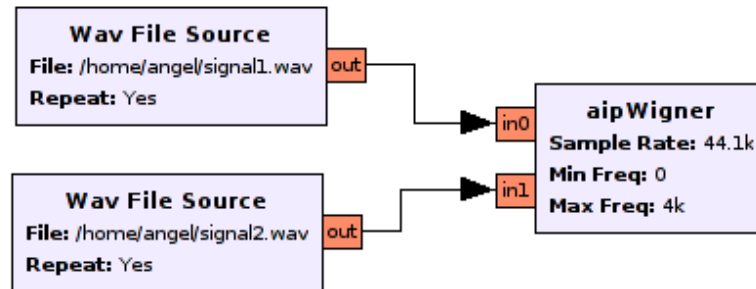 Wav File Source
File: /home/angel/signal1.wav
Repeat: Yes
out
in0
aipWigner
Sample Rate: 44.1k
Min Freq: 0
Max Freq: 4k
in1
Wav File Source
File: /home/angel/signal2.wav
Repeat: Yes
out